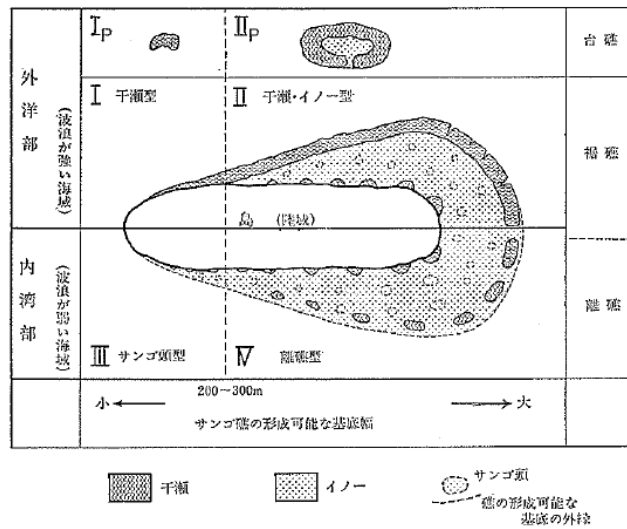 外洋部
(波浪が強い海域)
内湾部
(波浪が弱い海域)
IP
IIP
台礁
I 干瀬型
II 干瀬・イノー型
裾礁
島 (陸域)
離礁
III サンゴ頭型
IV 離礁型
200~300m
小
大
サンゴ礁の形成可能な基底幅
干瀬
イノー
サンゴ頭
礁の形成可能な
基底の外縁